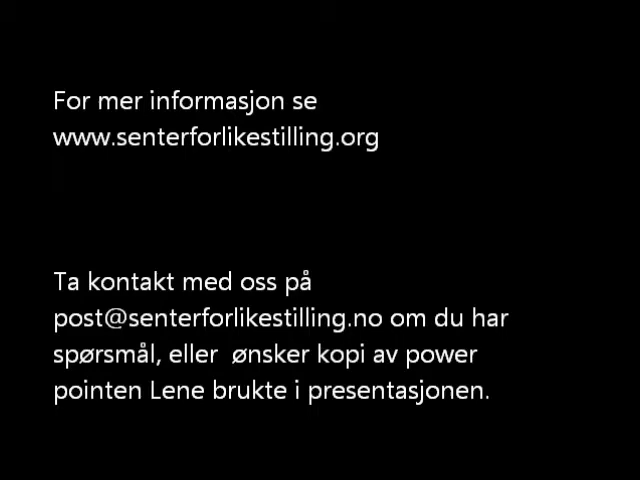 For mer informasjon se
www.senterforlikestilling.org
Ta kontakt med oss på
post@senterforlikestilling.no om du har
spørsmål, eller  ønsker kopi av power
pointen Lene brukte i presentasjonen.